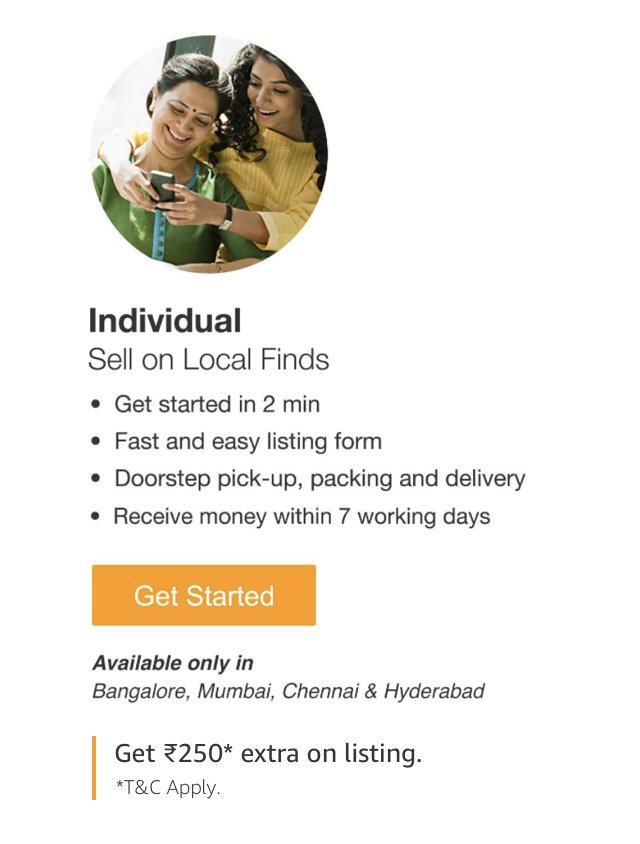 Individual
Sell on Local Finds
• Get started in 2 min
• Fast and easy listing form
• Doorstep pick-up, packing and delivery
• Receive money within 7 working days
Get Started
Available only in
Bangalore, Mumbai, Chennai & Hyderabad
Get ₹250* extra on listing.
*T&C Apply.